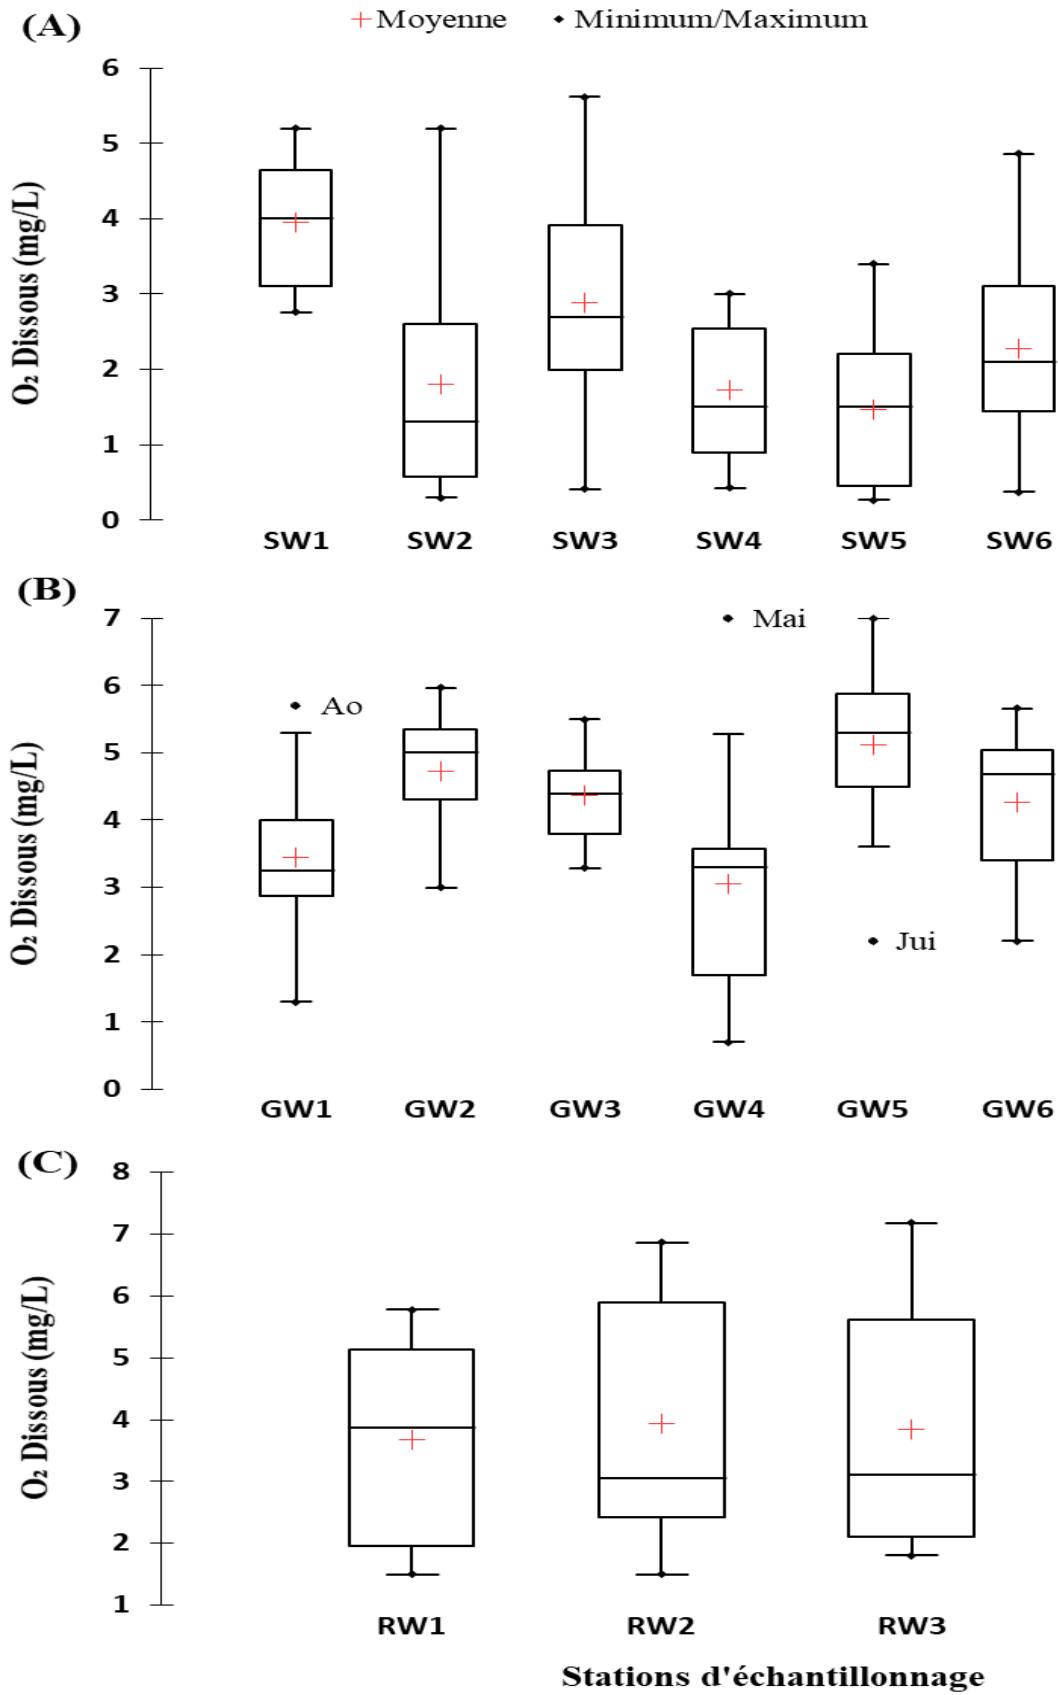 (A)
Moyenne Minimum/Maximum
6
5
4
3
2
1
0
O₂ Dissous (mg/L)
SW1 SW2 SW3 SW4 SW5 SW6
(B)
7
6
5
4
3
2
1
0
O₂ Dissous (mg/L)
Mai
Ao
Jui
GW1 GW2 GW3 GW4 GW5 GW6
(C)
8
7
6
5
4
3
2
1
O₂ Dissous (mg/L)
RW1 RW2 RW3
Stations d'échantillonnage